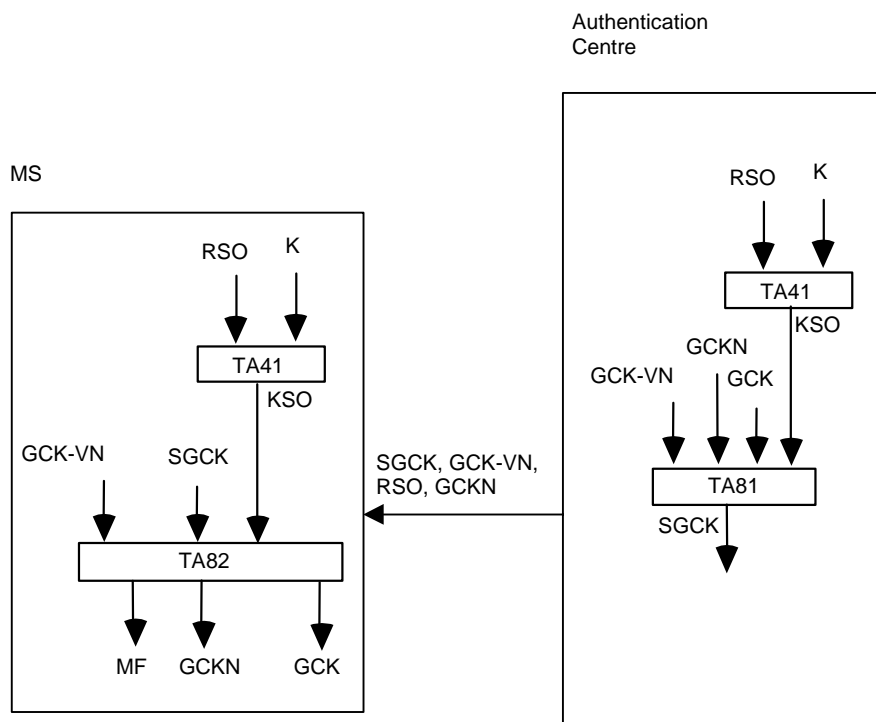 Authentication
Centre
MS
RSO
K
TA41
KSO
GCK-VN
SGCK
TA82
MF
GCKN
GCK
SGCK, GCK-VN,
RSO, GCKN
RSO
K
TA41
KSO
GCKN
GCK-VN
GCK
TA81
SGCK